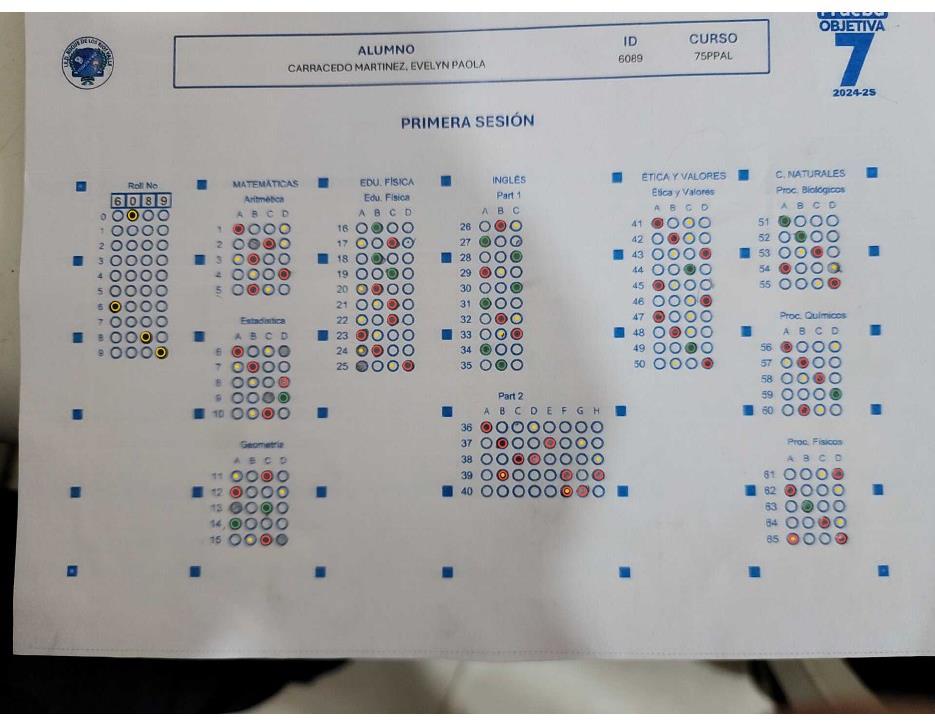 Prueba
OBJETIVA
7
2024-2S
ALUMNO
CARRACEDO MARTINEZ, EVELYN PAOLA
ID
6089
CURSO
75PPAL
PRIMERA SESIÓN
Roll No
6 0 8 9
0
1
2
3
4
5
6
7
8
9
MATEMÁTICAS
Aritmética
A B C D
1
2
3
4
5
Estadística
A B C D
6
7
8
9
10
Geometría
A B C D
11
12
13
14
15
EDU. FÍSICA
Edu. Física
A B C D
16
17
18
19
20
21
22
23
24
25
INGLÉS
Part 1
A B C
26
27
28
29
30
31
32
33
34
35
Part 2
A B C D E F G H
36
37
38
39
40
ÉTICA Y VALORES
Ética y Valores
A B C D
41
42
43
44
45
46
47
48
49
50
C. NATURALES
Proc. Biológicos
A B C D
51
52
53
54
55
Proc. Químicos
A B C D
56
57
58
59
60
Proc. Físicos
A B C D
61
62
63
64
65